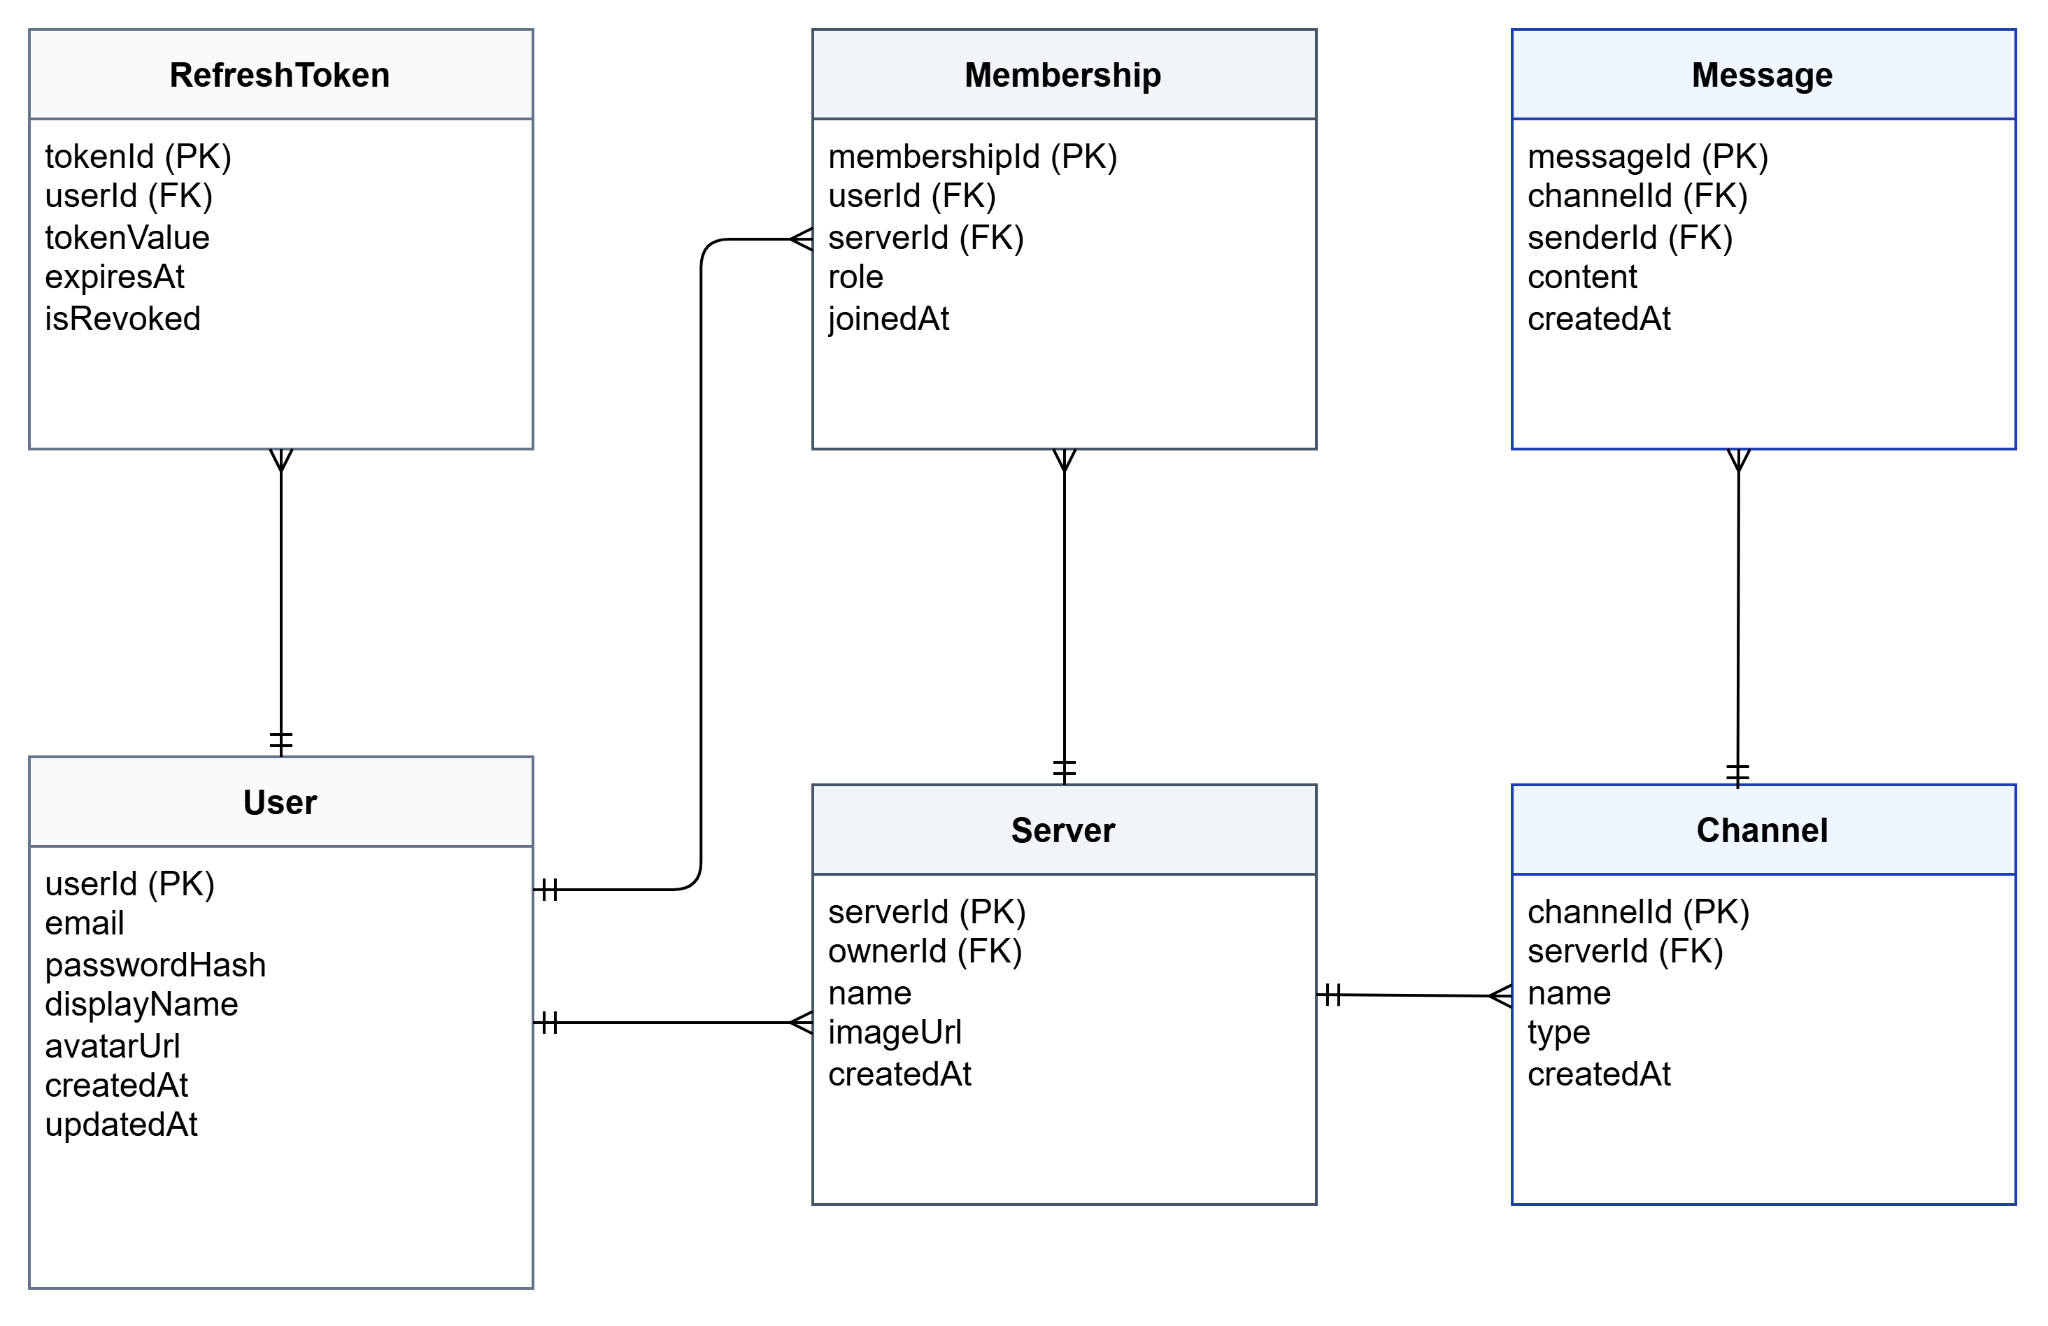 RefreshToken
tokenId (PK)
userId (FK)
tokenValue
expiresAt
isRevoked
Membership
membershipId (PK)
userId (FK)
serverId (FK)
role
joinedAt
Message
messageId (PK)
channelId (FK)
senderId (FK)
content
createdAt
User
userId (PK)
email
passwordHash
displayName
avatarUrl
createdAt
updatedAt
Server
serverId (PK)
ownerId (FK)
name
imageUrl
createdAt
Channel
channelId (PK)
serverId (FK)
name
type
createdAt